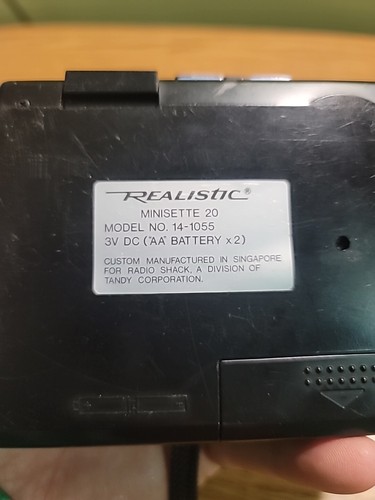 REALISTIC®
MINISETTE 20
MODEL NO. 14-1055
3V DC ("AA" BATTERY x 2)
CUSTOM MANUFACTURED IN SINGAPORE
FOR RADIO SHACK, A DIVISION OF
TANDY CORPORATION.